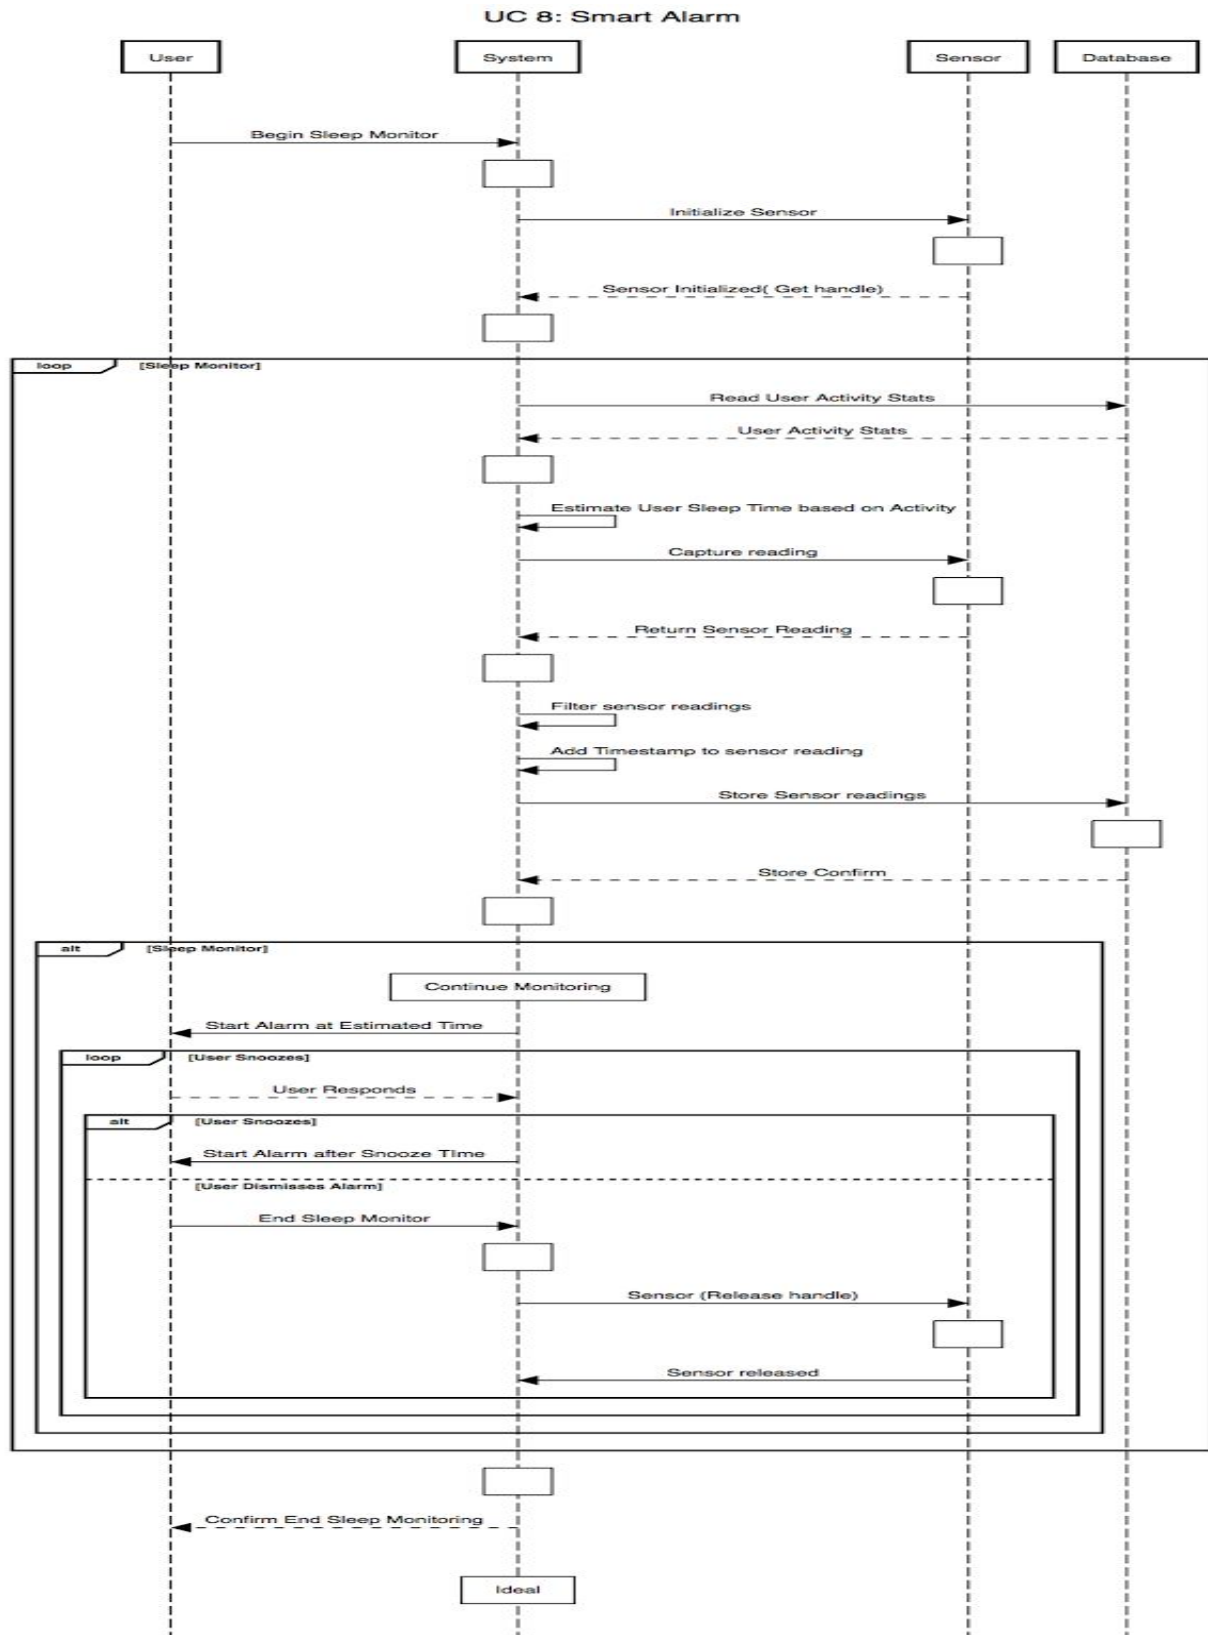 UC 8: Smart Alarm
User
System
Sensor
Database
Begin Sleep Monitor
Initialize Sensor
Sensor Initialized( Get handle)
loop
[Sleep Monitor]
Read User Activity Stats
User Activity Stats
Estimate User Sleep Time based on Activity
Capture reading
Return Sensor Reading
Filter sensor readings
Add Timestamp to sensor reading
Store Sensor readings
Store Confirm
alt
[Sleep Monitor]
Continue Monitoring
Start Alarm at Estimated Time
loop
[User Snoozes]
User Responds
alt
[User Snoozes]
Start Alarm after Snooze TIme
[User Dismisses Alarm]
End Sleep Monitor
Sensor (Release handle)
Sensor released
Confirm End Sleep Monitoring
Ideal